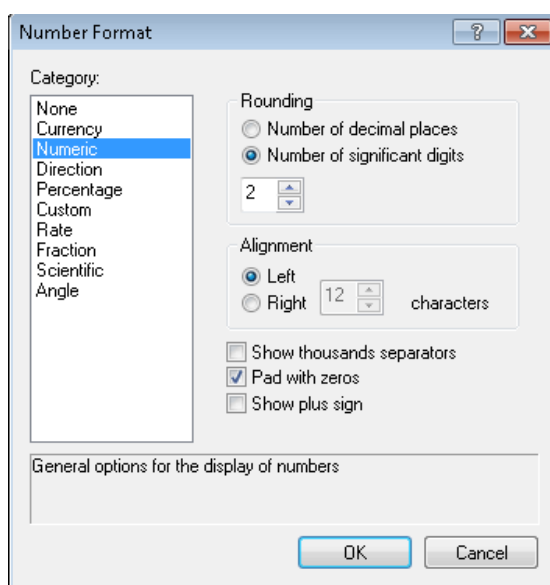 Number Format
Category:
None
Currency
Numeric
Direction
Percentage
Custom
Rate
Fraction
Scientific
Angle
Rounding
Number of decimal places
Number of significant digits
2
Alignment
Left
Right 12 characters
Show thousands separators
Pad with zeros
Show plus sign
General options for the display of numbers
OK Cancel